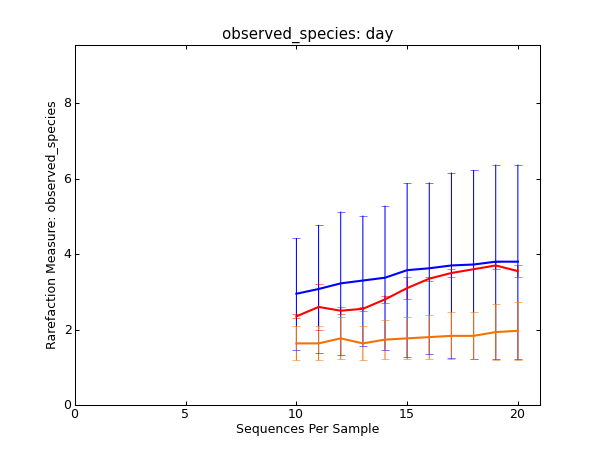 observed_species: day
Rarefaction Measure: observed_species
8
6
4
2
0
0 5 10 15 20
Sequences Per Sample